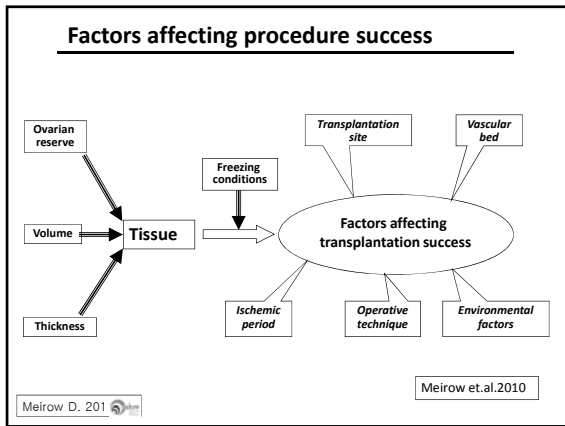 Factors affecting procedure success
Ovarian
reserve
Volume
Thickness
Tissue
Freezing
conditions
Transplantation
site
Vascular
bed
Factors affecting
transplantation success
Ischemic
period
Operative
technique
Environmental
factors
Meirow et.al.2010
Meirow D. 201